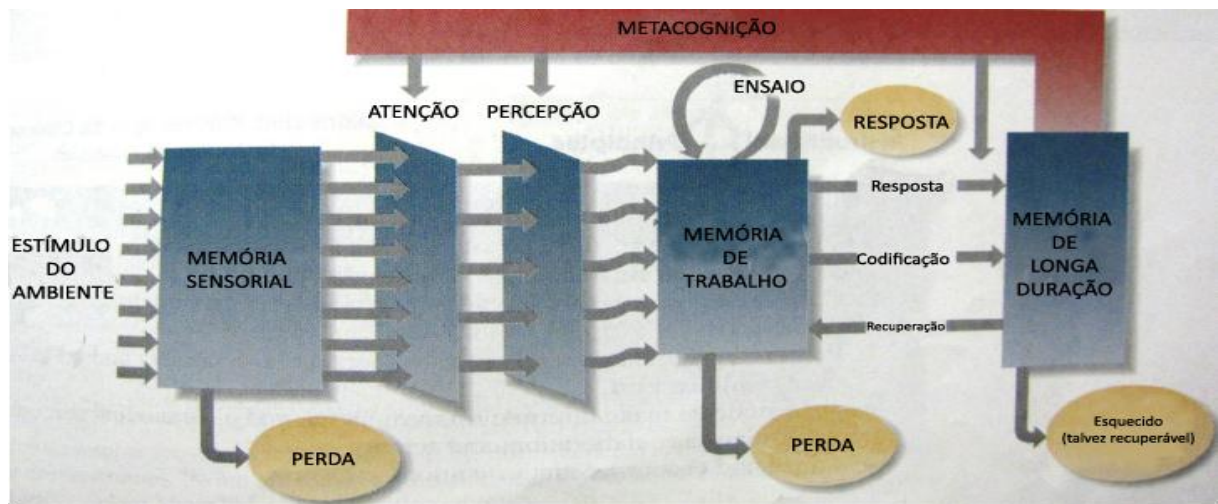 METACOGNIÇÃO
ENSAIO
ATENÇÃO
PERCEPÇÃO
RESPOSTA
ESTÍMULO
DO
AMBIENTE
MEMÓRIA
SENSORIAL
MEMÓRIA
DE
TRABALHO
Resposta
Codificação
Recuperação
MEMÓRIA
DE
LONGA
DURAÇÃO
PERDA
PERDA
Esquecido
(talvez recuperável)